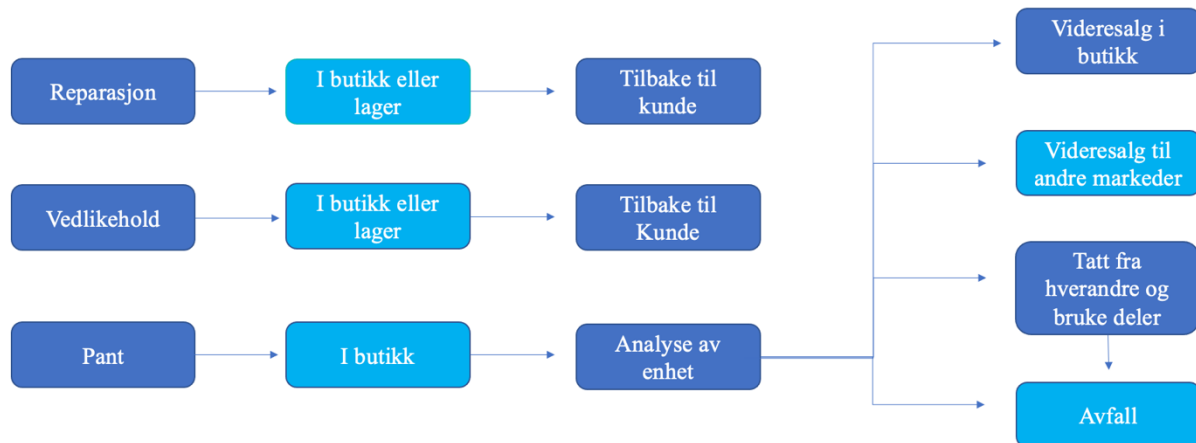 Reparasjon
I butikk eller
lager
Tilbake til
kunde
Vedlikehold
I butikk eller
lager
Tilbake til
Kunde
Pant
I butikk
Analyse av
enhet
Videresalg i
butikk
Videresalg til
andre markeder
Tatt fra
hverandre og
bruke deler
Avfall